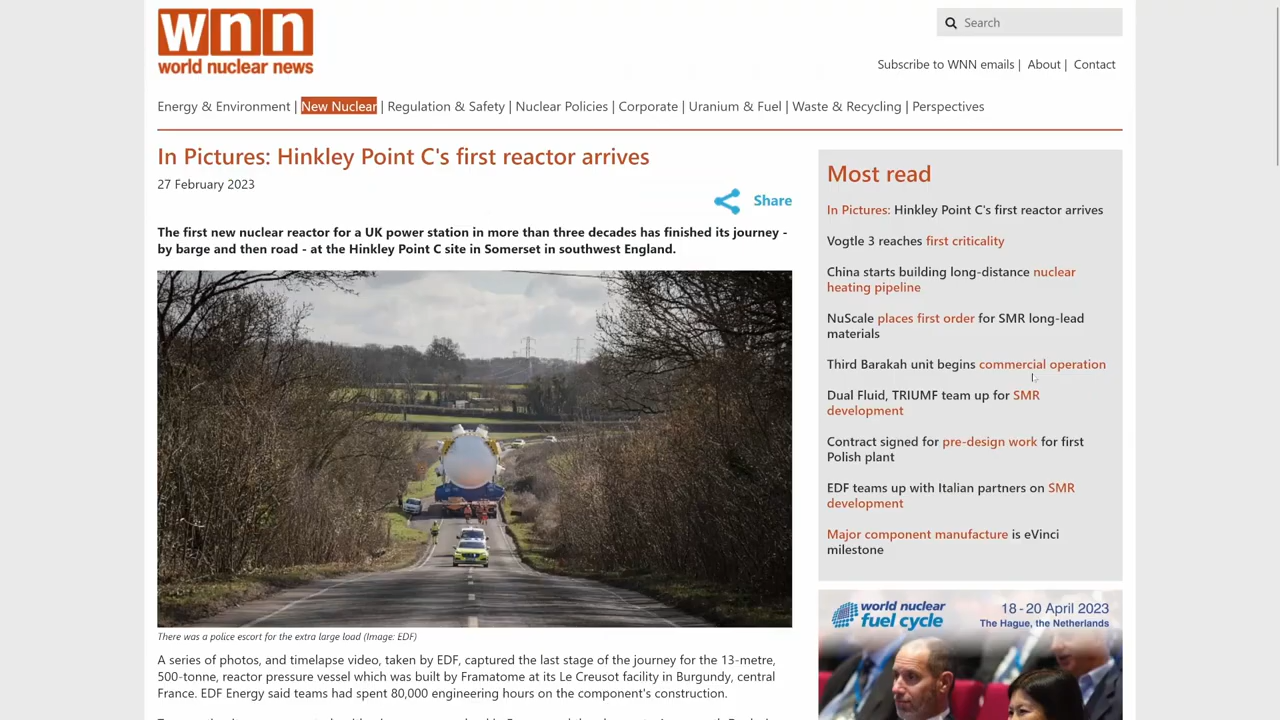 wnn
world nuclear news
Search
Subscribe to WNN emails | About | Contact
Energy & Environment | New Nuclear | Regulation & Safety | Nuclear Policies | Corporate | Uranium & Fuel | Waste & Recycling | Perspectives
In Pictures: Hinkley Point C's first reactor arrives
27 February 2023
Share
The first new nuclear reactor for a UK power station in more than three decades has finished its journey -
by barge and then road - at the Hinkley Point C site in Somerset in southwest England.
There was a police escort for the extra large load (Image: EDF)
A series of photos, and timelapse video, taken by EDF, captured the last stage of the journey for the 13-metre,
500-tonne, reactor pressure vessel which was built by Framatome at its Le Creusot facility in Burgundy, central
France. EDF Energy said teams had spent 80,000 engineering hours on the component's construction.
Most read
In Pictures: Hinkley Point C's first reactor arrives
Vogtle 3 reaches first criticality
China starts building long-distance nuclear
heating pipeline
NuScale places first order for SMR long-lead
materials
Third Barakah unit begins commercial operation
Dual Fluid, TRIUMF team up for SMR
development
Contract signed for pre-design work for first
Polish plant
EDF teams up with Italian partners on SMR
development
Major component manufacture is eVinci
milestone
world nuclear
fuel cycle
18 - 20 April 2023
The Hague, the Netherlands